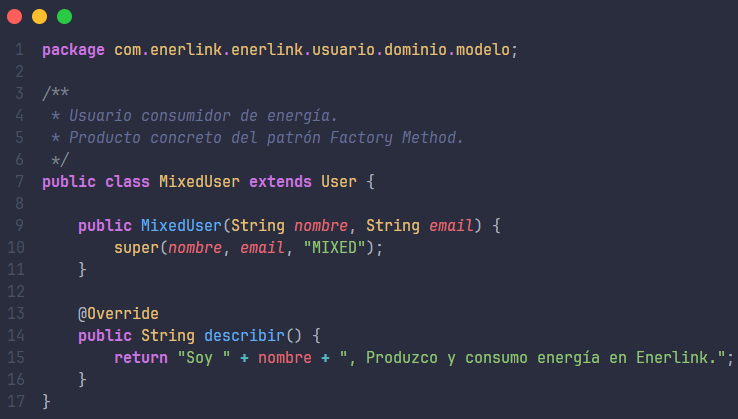 1 package com.enerlink.enerlink.usuario.dominio.modelo;
2
3 /**
4  * Usuario consumidor de energía.
5  * Producto concreto del patrón Factory Method.
6  */
7 public class MixedUser extends User {
8
9     public MixedUser(String nombre, String email) {
10         super(nombre, email, "MIXED");
11     }
12
13     @Override
14     public String describir() {
15         return "Soy " + nombre + ", Produzco y consumo energía en Enerlink.";
16     }
17 }